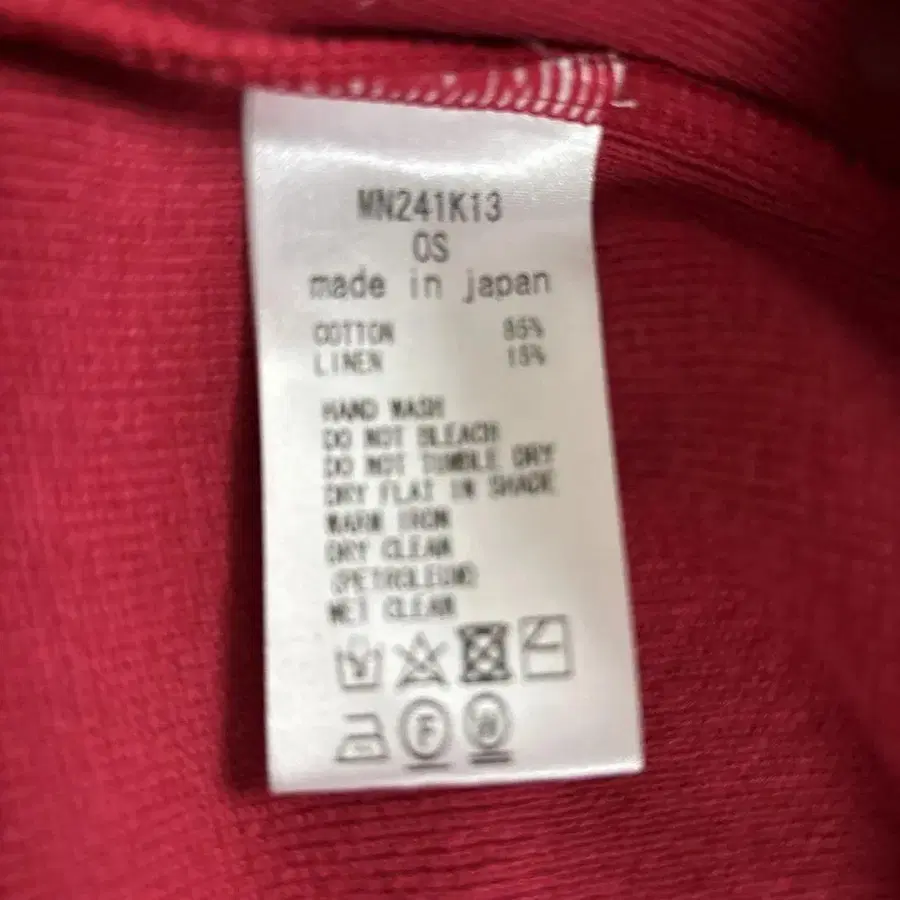 MN241K13
OS
made in japan
COTTON 85%
LINEN 15%
HAND WASH
DO NOT BLEACH
DO NOT TUMBLE DRY
DRY FLAT IN SHADE
WARM IRON
DRY CLEAN
(PETROLEUM)
WET CLEAN
F
W